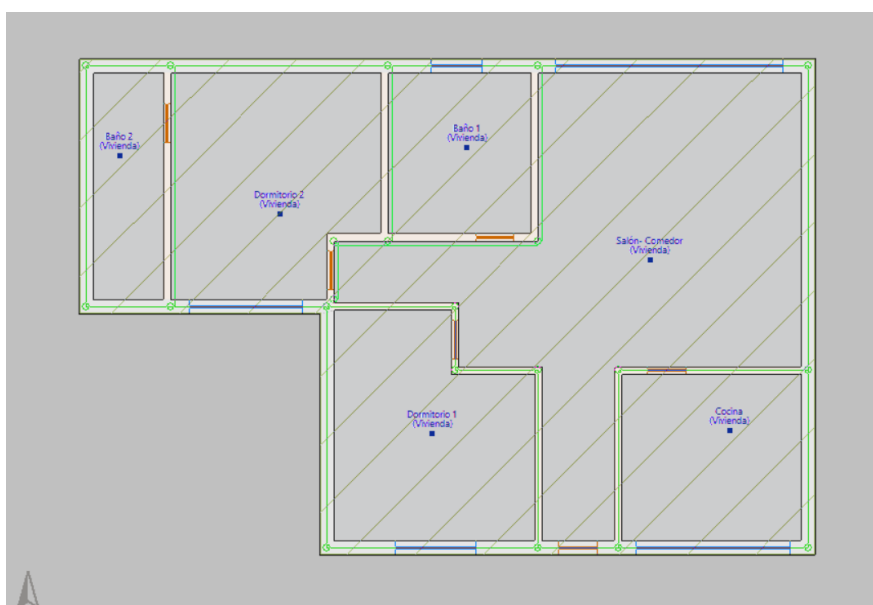 Baño 2
(Vivienda)
Dormitorio 2
(Vivienda)
Baño 1
(Vivienda)
Salón- Comedor
(Vivienda)
Dormitorio 1
(Vivienda)
Cocina
(Vivienda)